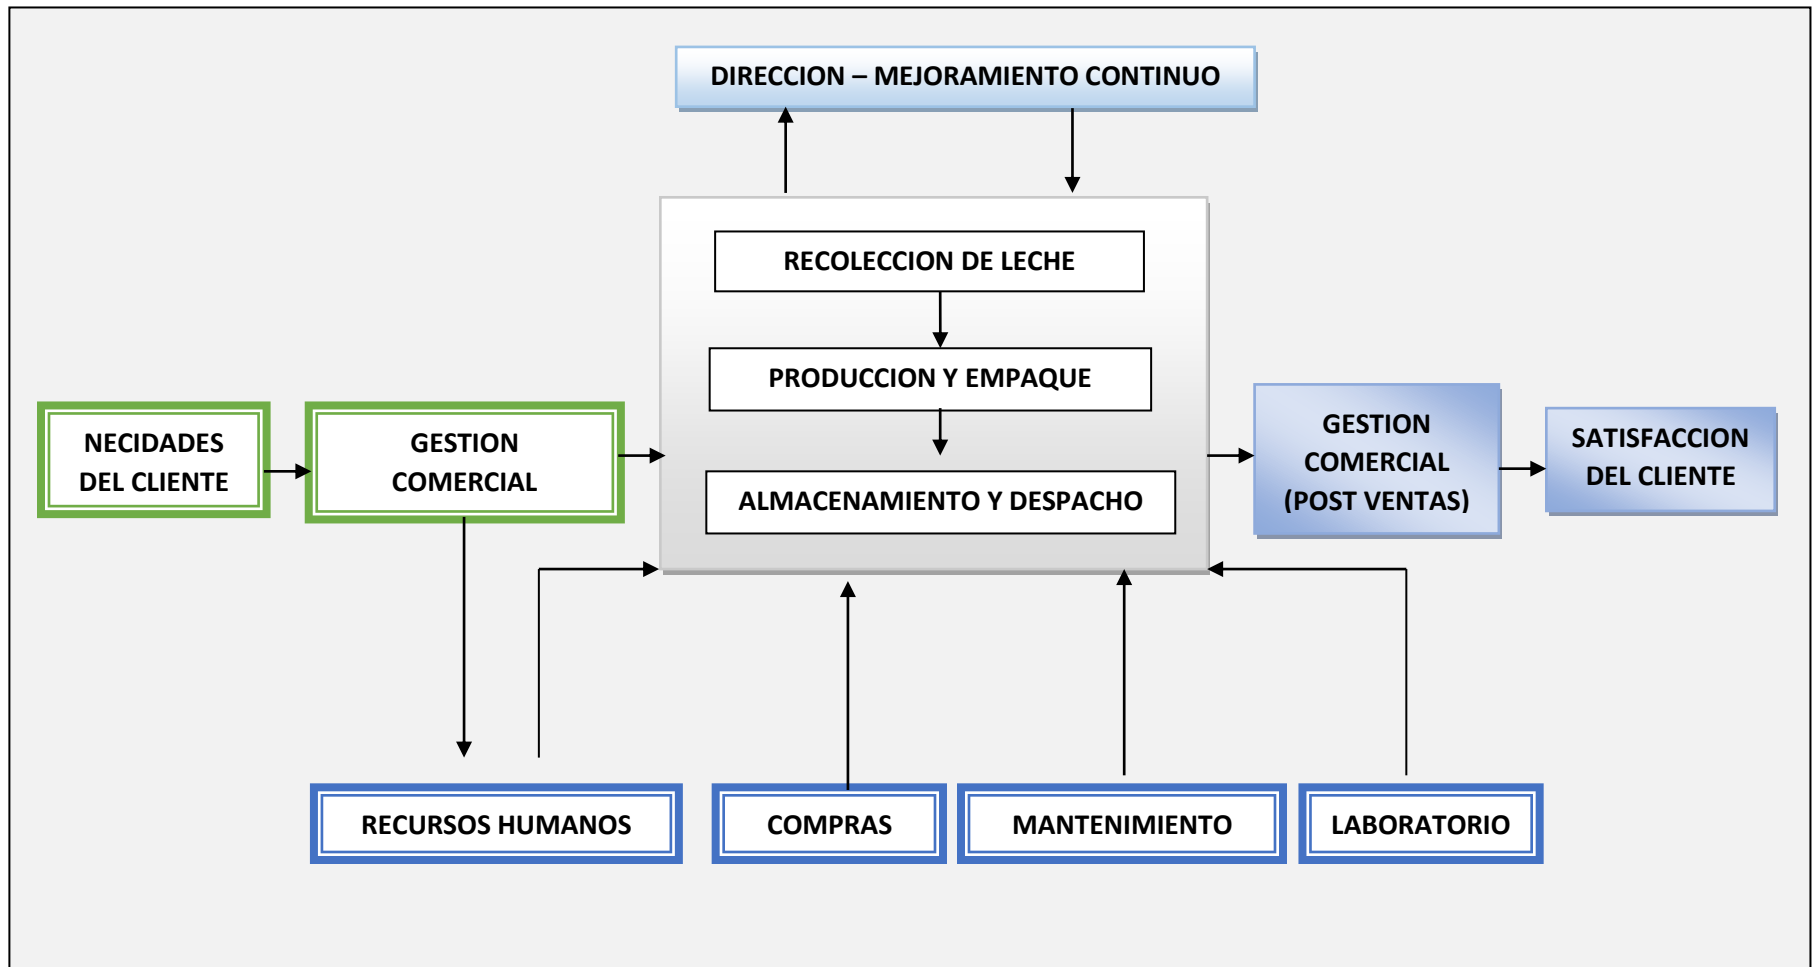 DIRECCION – MEJORAMIENTO CONTINUO
RECOLECCION DE LECHE
PRODUCCION Y EMPAQUE
ALMACENAMIENTO Y DESPACHO
NECIDADES
DEL CLIENTE
GESTION
COMERCIAL
GESTION
COMERCIAL
(POST VENTAS)
SATISFACCION
DEL CLIENTE
RECURSOS HUMANOS
COMPRAS
MANTENIMIENTO
LABORATORIO